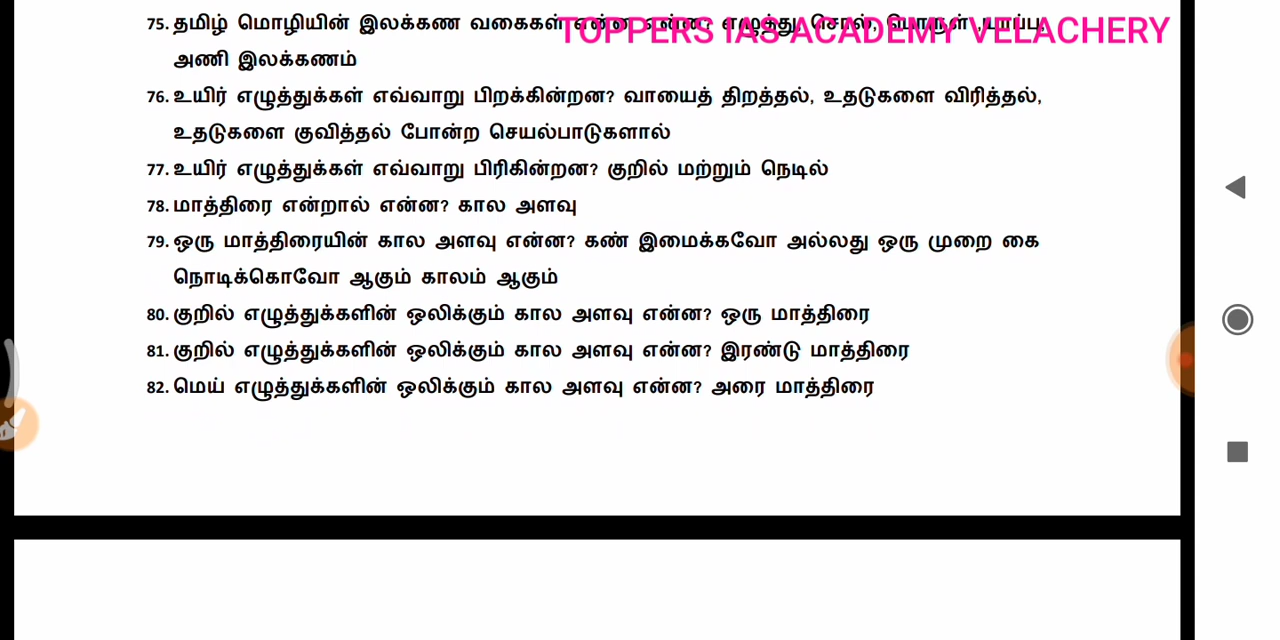 75. தமிழ் மொழியின் இலக்கண வகைகள் என்ன என்ன? எழுத்து, சொல், பொருள் ,யாப்பு,
TOPPERS IAS ACADEMY VELACHERY
அணி இலக்கணம்
76. உயிர் எழுத்துக்கள் எவ்வாறு பிறக்கின்றன? வாயைத் திறத்தல், உதடுகளை விரித்தல்,
உதடுகளை குவித்தல் போன்ற செயல்பாடுகளால்
77. உயிர் எழுத்துக்கள் எவ்வாறு பிரிகின்றன? குறில் மற்றும் நெடில்
78. மாத்திரை என்றால் என்ன? கால அளவு
79. ஒரு மாத்திரையின் கால அளவு என்ன? கண் இமைக்கவோ அல்லது ஒரு முறை கை
நொடிக்கொவோ ஆகும் காலம் ஆகும்
80. குறில் எழுத்துக்களின் ஒலிக்கும் கால அளவு என்ன? ஒரு மாத்திரை
81. குறில் எழுத்துக்களின் ஒலிக்கும் கால அளவு என்ன? இரண்டு மாத்திரை
82. மெய் எழுத்துக்களின் ஒலிக்கும் கால அளவு என்ன? அரை மாத்திரை